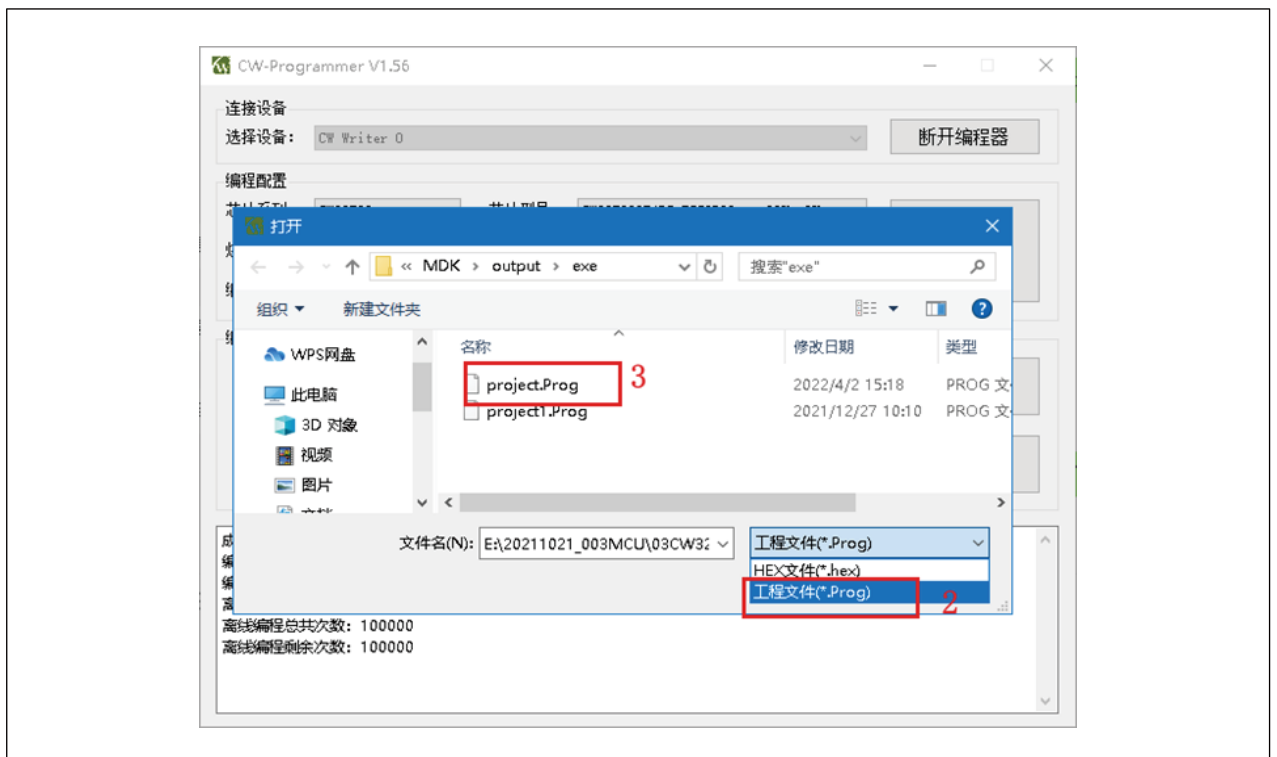 CW-Programmer V1.56
连接设备
选择设备: CW Writer 0 断开编程器
编程配置
打开
« MDK › output › exe 搜索"exe"
组织 新建文件夹
WPS网盘
此电脑
3D 对象
视频
图片
名称 修改日期 类型
project.Prog 2022/4/2 15:18 PROG 文
3
project1.Prog 2021/12/27 10:10 PROG 文
文件名(N): E:\20211021_003MCU\03CW32 工程文件(*.Prog)
HEX文件(*.hex)
工程文件(*.Prog)
2
离线编程总共次数: 100000
离线编程剩余次数: 100000